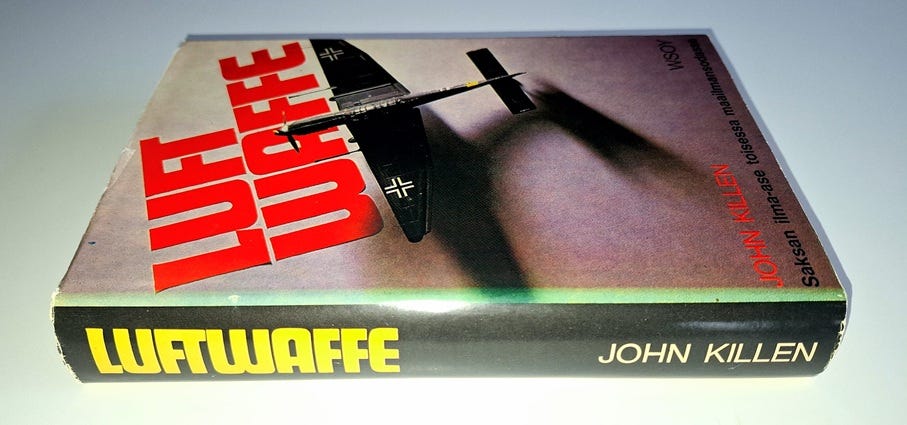 LUFT
WAFFE
JOHN KILLEN
Saksan ilma-ase toisessa maailmansodassa
WSOY
LUFTWAFFE
JOHN KILLEN